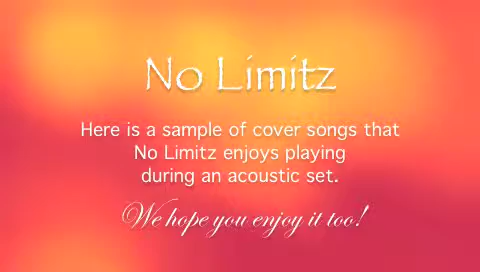 No Limitz
Here is a sample of cover songs that
No Limitz enjoys playing
during an acoustic set.
We hope you enjoy it too!